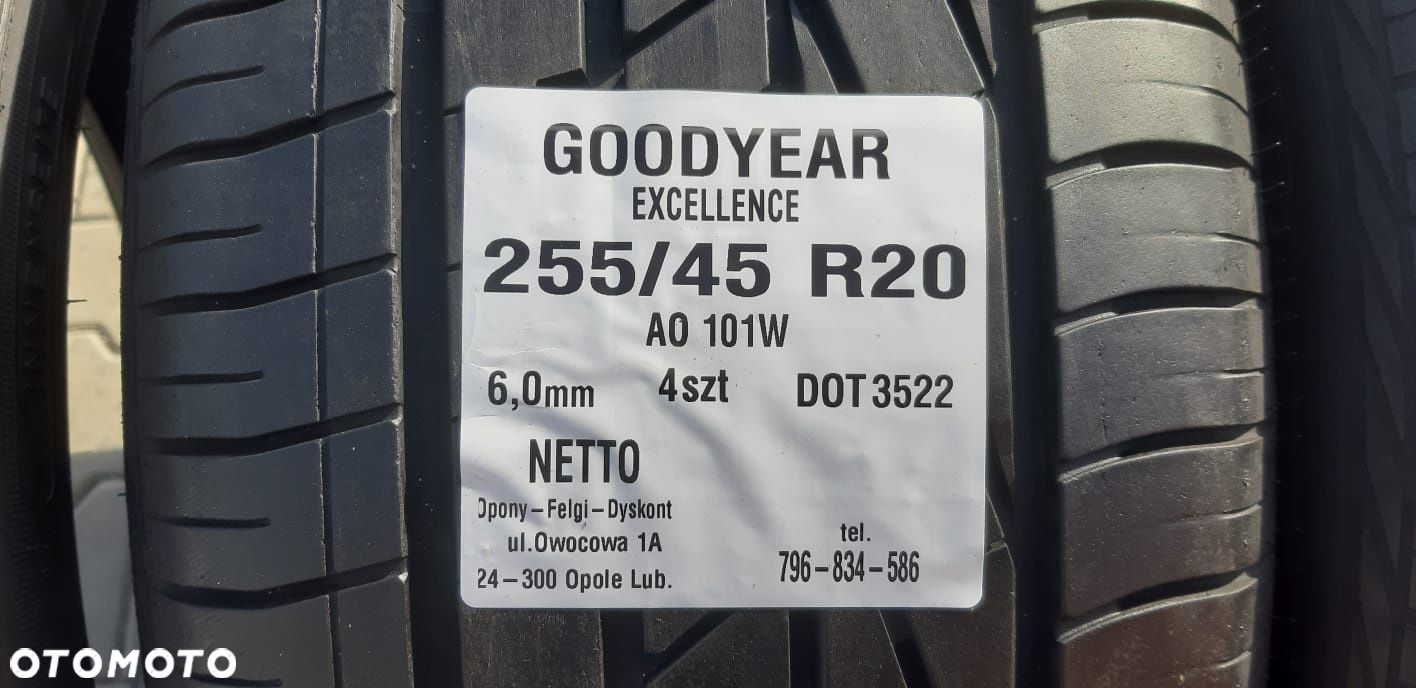 GOODYEAR
EXCELLENCE
255/45 R20
AO 101W
6,0mm 4szt DOT 3522
NETTO
Opony-Felgi-Dyskont
ul.Owocowa 1A
24-300 Opole Lub.
tel.
796-834-586
OTOMOTO